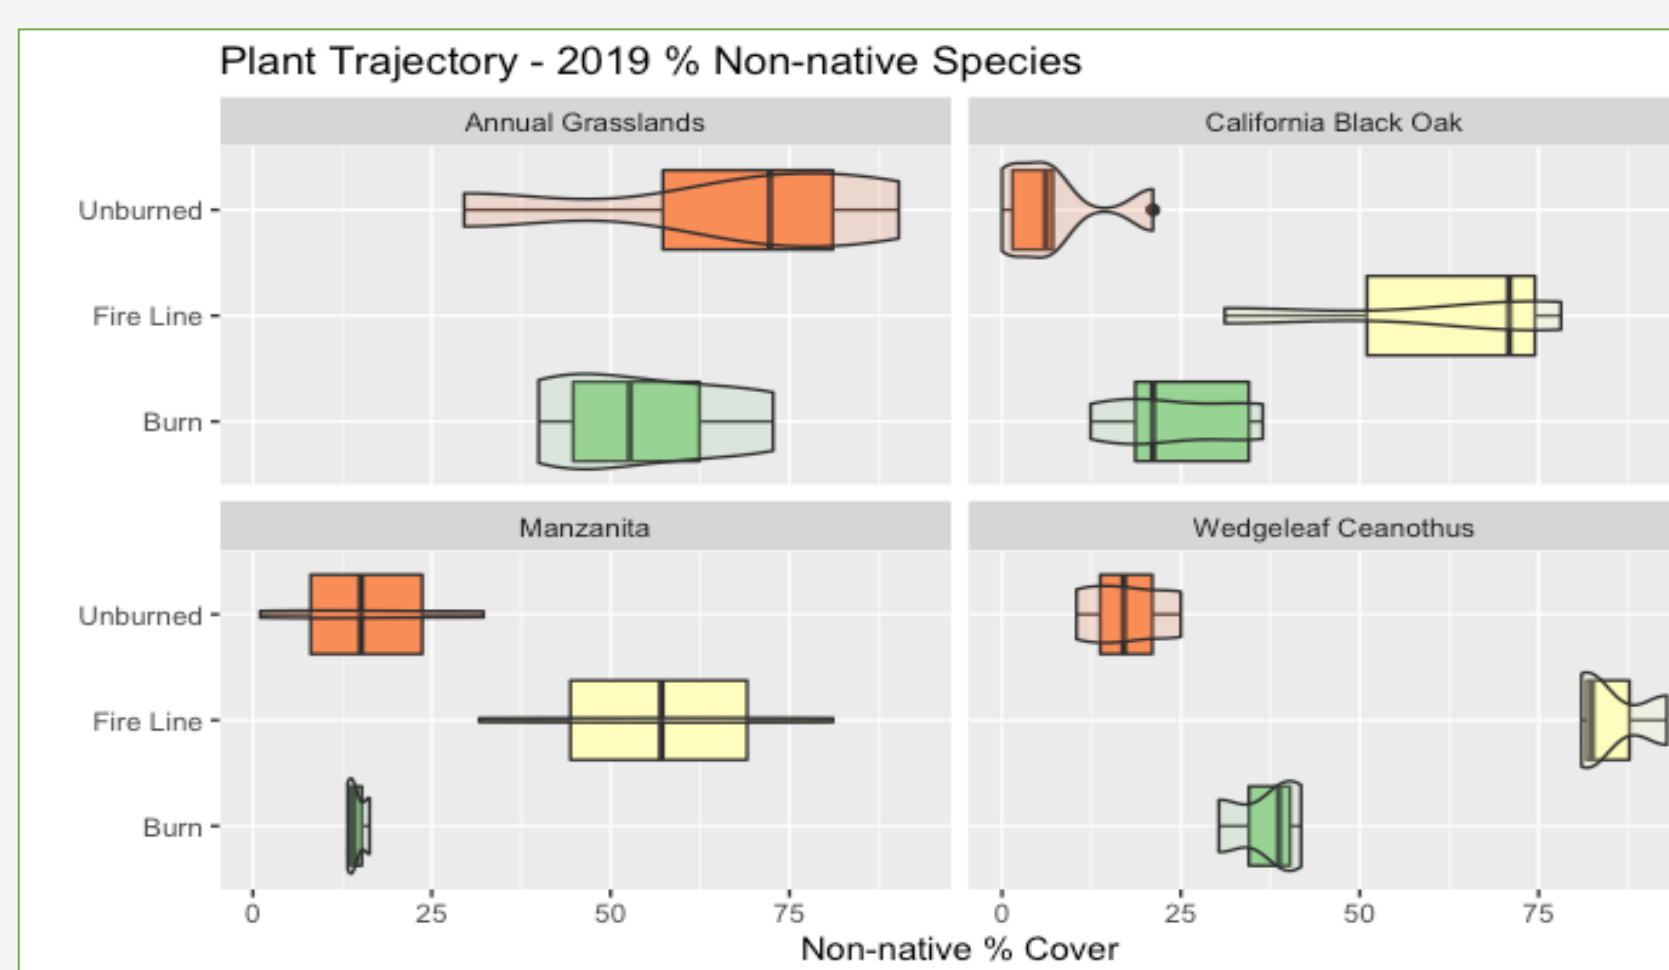 Plant Trajectory - 2019 % Non-native Species
Annual Grasslands
California Black Oak
Unburned
Fire Line
Burn
Manzanita
Wedgeleaf Ceanothus
Unburned
Fire Line
Burn
0 25 50 75
0 25 50 75
Non-native % Cover